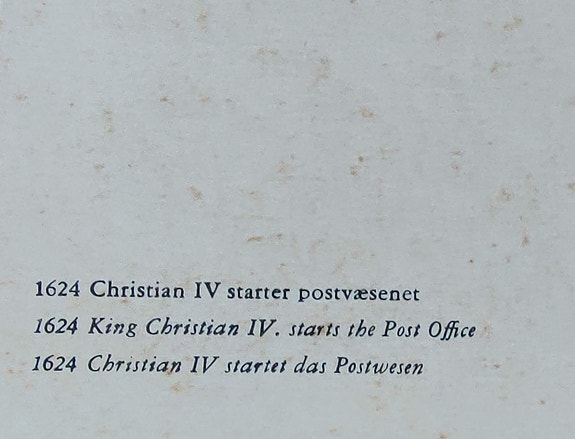 1624 Christian IV starter postvæsenet
1624 King Christian IV. starts the Post Office
1624 Christian IV startet das Postwesen